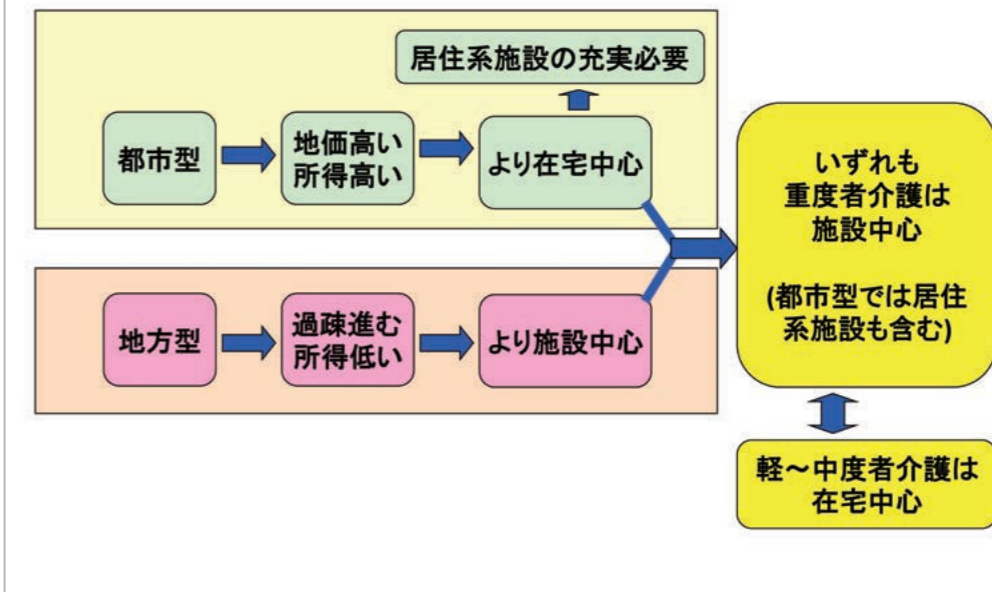 居住系施設の充実必要
都市型
地価高い
所得高い
より在宅中心
地方型
過疎進む
所得低い
より施設中心
いずれも
重度者介護は
施設中心
(都市型では居住
系施設も含む)
軽～中度者介護は
在宅中心